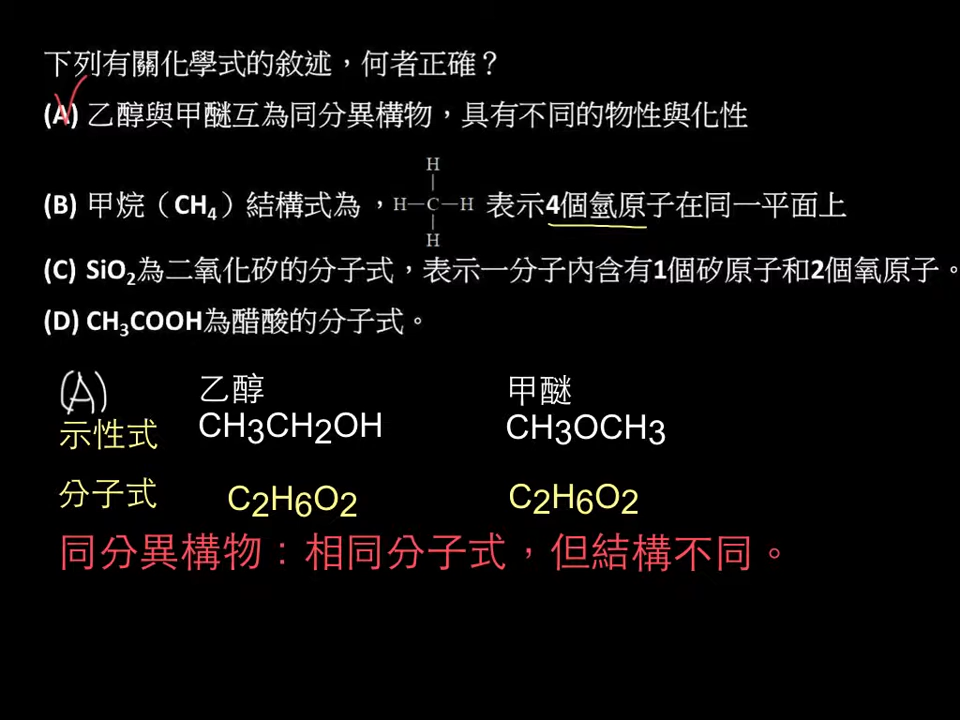 下列有關化學式的敘述，何者正確？
(A) 乙醇與甲醚互為同分異構物，具有不同的物性與化性
H
(B) 甲烷（CH4）結構式為 ，H—C—H 表示4個氫原子在同一平面上
H
(C) SiO2為二氧化矽的分子式，表示一分子內含有1個矽原子和2個氧原子。
(D) CH3COOH為醋酸的分子式。
(A) 乙醇 甲醚
示性式 CH3CH2OH CH3OCH3
分子式 C2H6O2 C2H6O2
同分異構物：相同分子式，但結構不同。